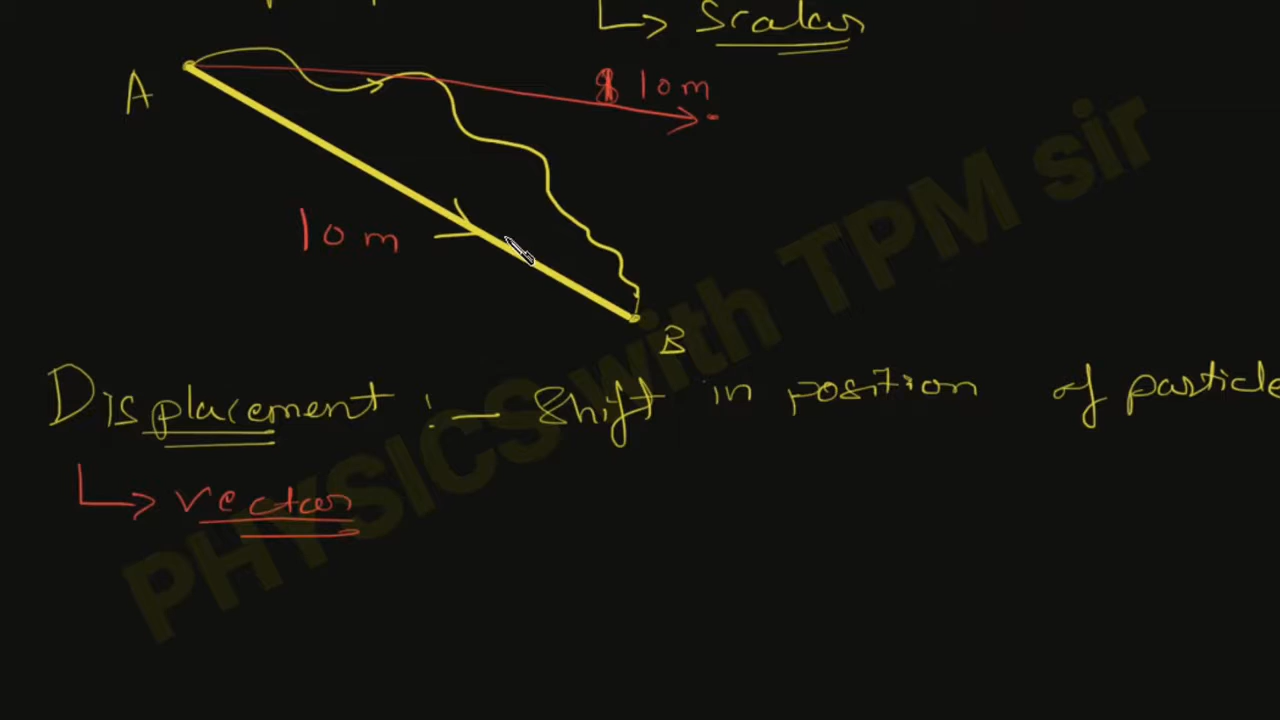 ↳ Scalar
A
10 m
10 m
B
Displacement :- Shift in position of particle
↳ vector
PHYSICS with TPM sir